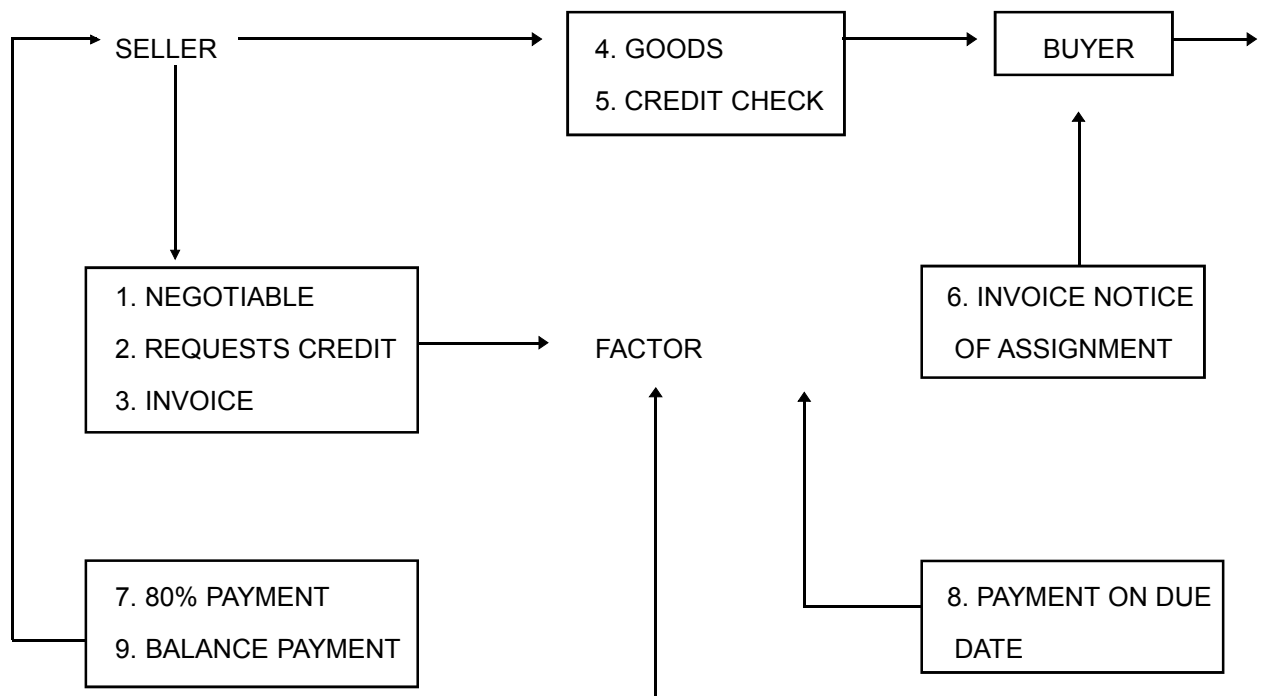 SELLER
4. GOODS
5. CREDIT CHECK
BUYER
1. NEGOTIABLE
2. REQUESTS CREDIT
3. INVOICE
FACTOR
6. INVOICE NOTICE
OF ASSIGNMENT
7. 80% PAYMENT
9. BALANCE PAYMENT
8. PAYMENT ON DUE
DATE